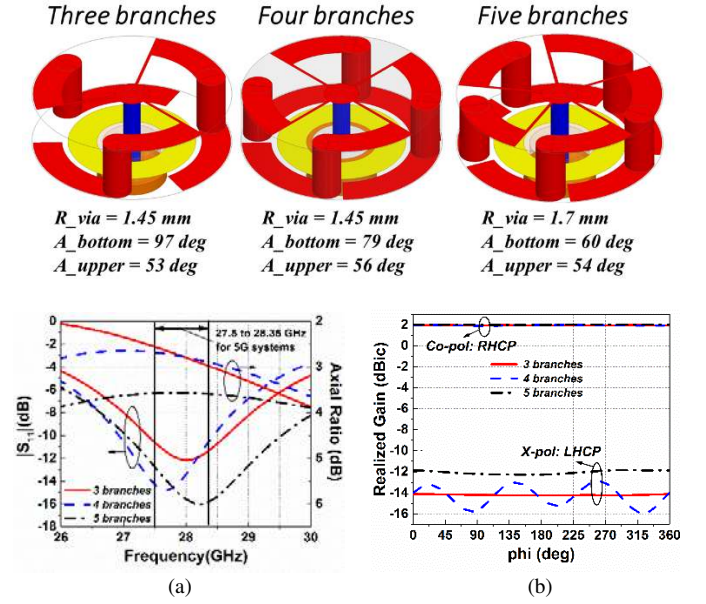 Three branches
Four branches
Five branches
R_via = 1.45 mm
A_bottom = 97 deg
A_upper = 53 deg
R_via = 1.45 mm
A_bottom = 79 deg
A_upper = 56 deg
R_via = 1.7 mm
A_bottom = 60 deg
A_upper = 54 deg
0
-2
-4
-6
-8
-10
-12
-14
-16
-18
|S11|(dB)
27.5 to 28.35 GHz
for 5G systems
3 branches
4 branches
5 branches
2
3
4
5
6
Axial Ratio (dB)
26 27 28 29 30
Frequency(GHz)
(a)
2
0
-2
-4
-6
-8
-10
-12
-14
-16
Realized Gain (dBic)
Co-pol: RHCP
3 branches
4 branches
5 branches
X-pol: LHCP
0 45 90 135 180 225 270 315 360
phi (deg)
(b)